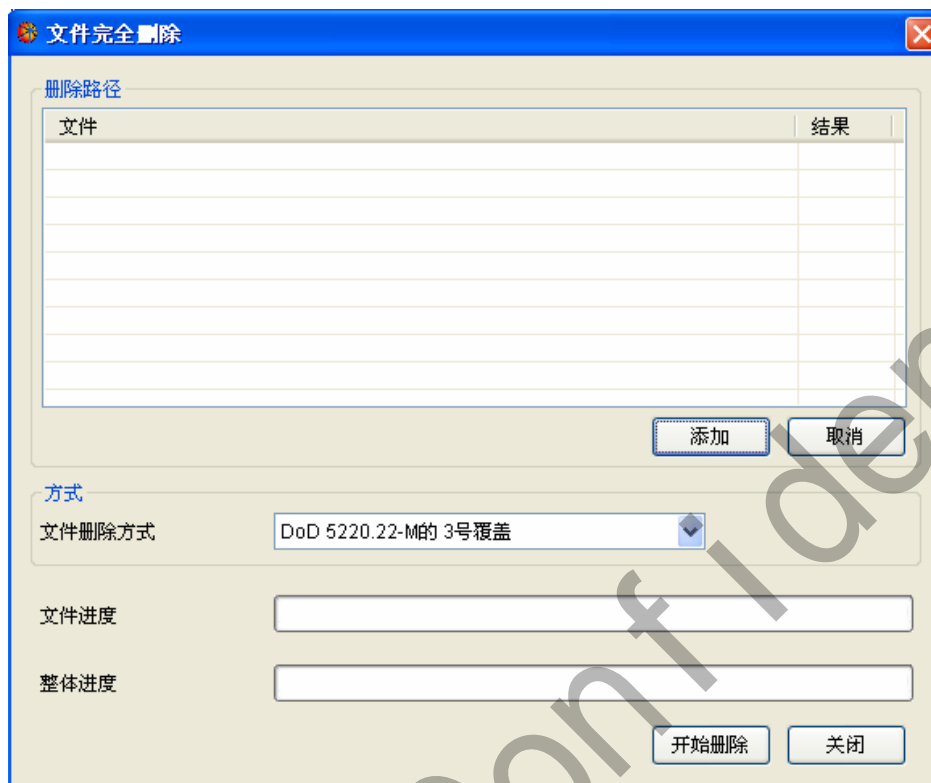 文件完全删除
删除路径
文件 结果
添加 取消
方式
文件删除方式 DoD 5220.22-M的 3号覆盖
文件进度
整体进度
开始删除 关闭
Confiden